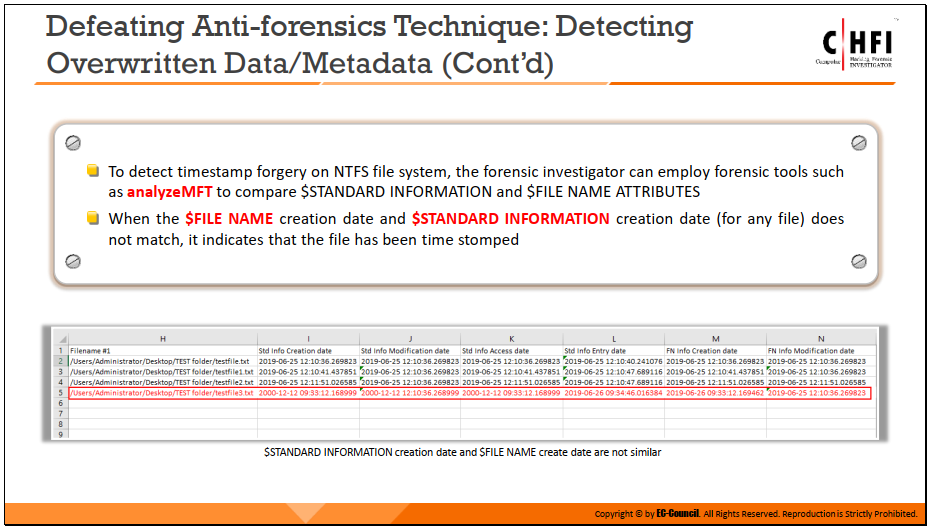 Defeating Anti-forensics Technique: Detecting
Overwritten Data/Metadata (Cont'd)
CHFI
Computer Hacking Forensic
INVESTIGATOR
To detect timestamp forgery on NTFS file system, the forensic investigator can employ forensic tools such
as analyzeMFT to compare $STANDARD INFORMATION and $FILE NAME ATTRIBUTES
When the $FILE NAME creation date and $STANDARD INFORMATION creation date (for any file) does
not match, it indicates that the file has been time stomped
H I J K L M N
1 Filename #1 Std Info Creation date Std Info Modification date Std Info Access date Std Info Entry date FN Info Creation date FN Info Modification date
2 /Users/Administrator/Desktop/TEST folder/testfile.txt 2019-06-25 12:10:36.269823 2019-06-25 12:10:36.269823 2019-06-25 12:10:36.269823 2019-06-25 12:10:40.241076 2019-06-25 12:10:36.269823 2019-06-25 12:10:36.269823
3 /Users/Administrator/Desktop/TEST folder/testfile1.txt 2019-06-25 12:10:41.437851 2019-06-25 12:10:36.269823 2019-06-25 12:10:41.437851 2019-06-25 12:10:47.689116 2019-06-25 12:10:41.437851 2019-06-25 12:10:36.269823
4 /Users/Administrator/Desktop/TEST folder/testfile2.txt 2019-06-25 12:11:51.026585 2019-06-25 12:10:36.269823 2019-06-25 12:11:51.026585 2019-06-25 12:10:47.689116 2019-06-25 12:11:51.026585 2019-06-25 12:11:51.026585
5 /Users/Administrator/Desktop/TEST folder/testfile3.txt 2000-12-12 09:33:12.168999 2000-12-12 12:10:36.268999 2000-12-12 09:33:12.168999 2019-06-26 09:34:46.016384 2019-06-26 09:33:12.169462 2019-06-25 12:10:36.269823
6
7
8
9
$STANDARD INFORMATION creation date and $FILE NAME create date are not similar
Copyright © by EC-Council. All Rights Reserved. Reproduction is Strictly Prohibited.